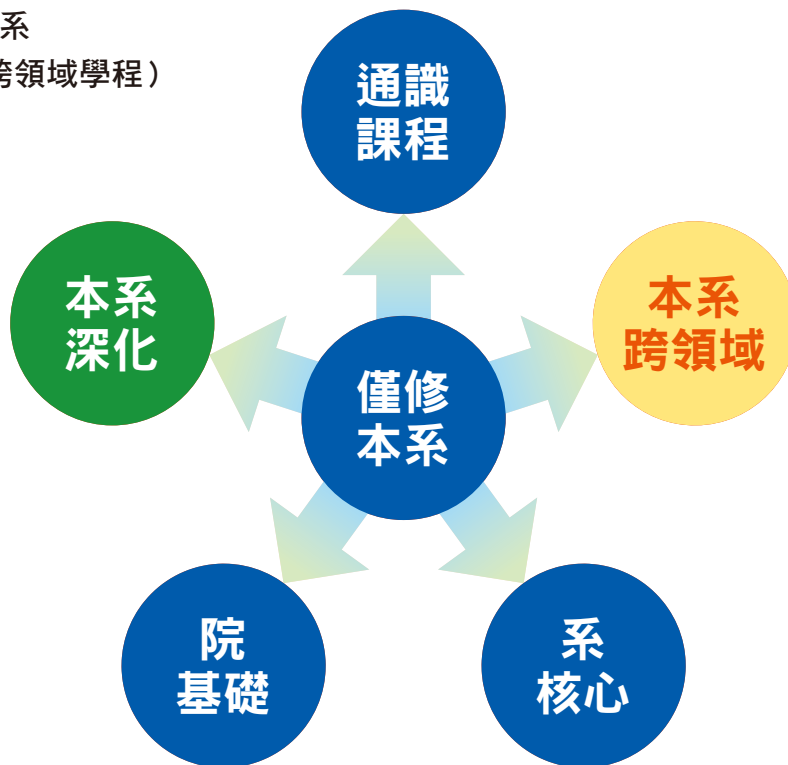 系
跨領域學程）
通識
課程
本系
深化
本系
跨領域
僅修
本系
院
基礎
系
核心